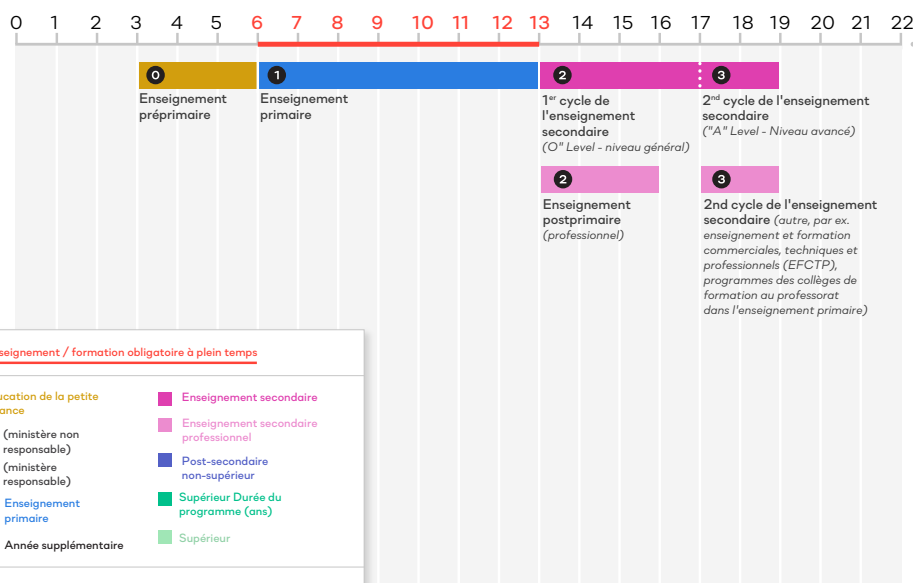 0 1 2 3 4 5 6 7 8 9 10 11 12 13 14 15 16 17 18 19 20 21 22
0 1 2 3
Enseignement
préprimaire
Enseignement
primaire
1er cycle de
l'enseignement
secondaire
(O" Level - niveau général)
2nd cycle de l'enseignement
secondaire
("A" Level - Niveau avancé)
2 3
Enseignement
postprimaire
(professionnel)
2nd cycle de l'enseignement
secondaire (autre, par ex.
enseignement et formation
commerciales, techniques et
professionnels (EFCTP),
programmes des collèges de
formation au professorat
dans l'enseignement primaire)
seignement / formation obligatoire à plein temps
ucation de la petite
ance
(ministère non
responsable)
(ministère
responsable)
Enseignement
primaire
Année supplémentaire
Enseignement secondaire
Enseignement secondaire
professionnel
Post-secondaire
non-supérieur
Supérieur Durée du
programme (ans)
Supérieur